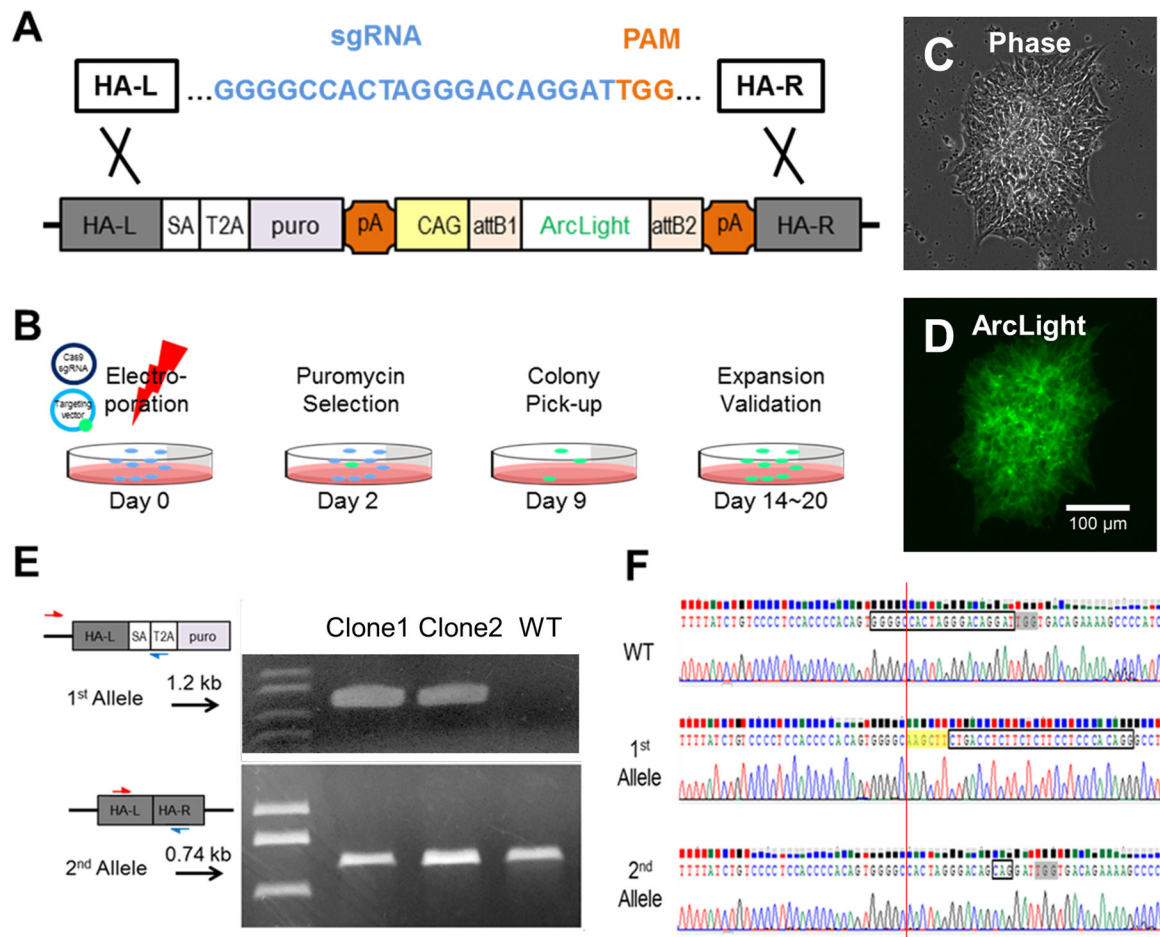 A
sgRNA
PAM
HA-L
...GGGGCCACTAGGGACAGGATTGG...
HA-R
HA-L
SA
T2A
puro
pA
CAG
attB1
ArcLight
attB2
pA
HA-R
B
Cas9
sgRNA
Targeting
vector
Electro-
poration
Day 0
Puromycin
Selection
Day 2
Colony
Pick-up
Day 9
Expansion
Validation
Day 14~20
C
Phase
D
ArcLight
100 µm
E
HA-L
SA
T2A
puro
1st Allele
1.2 kb
Clone1
Clone2
WT
HA-L
HA-R
2nd Allele
0.74 kb
F
WT
TTTTATCTGTCCCCTCCACCCCACAGTGGGGCCACTAGGGACAGGATTGGTGACAGAAAAGCCCCATC
1st
Allele
TTTTATCTGTCCCCTCCACCCCACAGTGGGGCAAGCTTCTGACCTCTTCTCTTCCTCCCACAGGGCCT
2nd
Allele
TTTTATCTGTCCCCTCCACCCCACAGTGGGGCCACTAGGGACAGCAGGATTGGTGACAGAAAAGCCCC